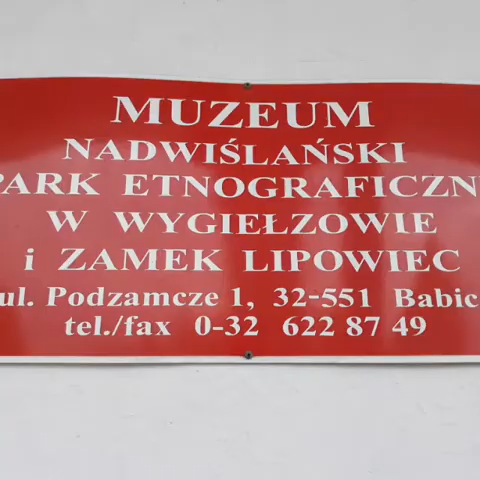 MUZEUM
NADWIŚLAŃSKI
PARK ETNOGRAFICZNY
W WYGIEŁZOWIE
i ZAMEK LIPOWIEC
ul. Podzamcze 1, 32-551 Babic
tel./fax 0-32 622 87 49